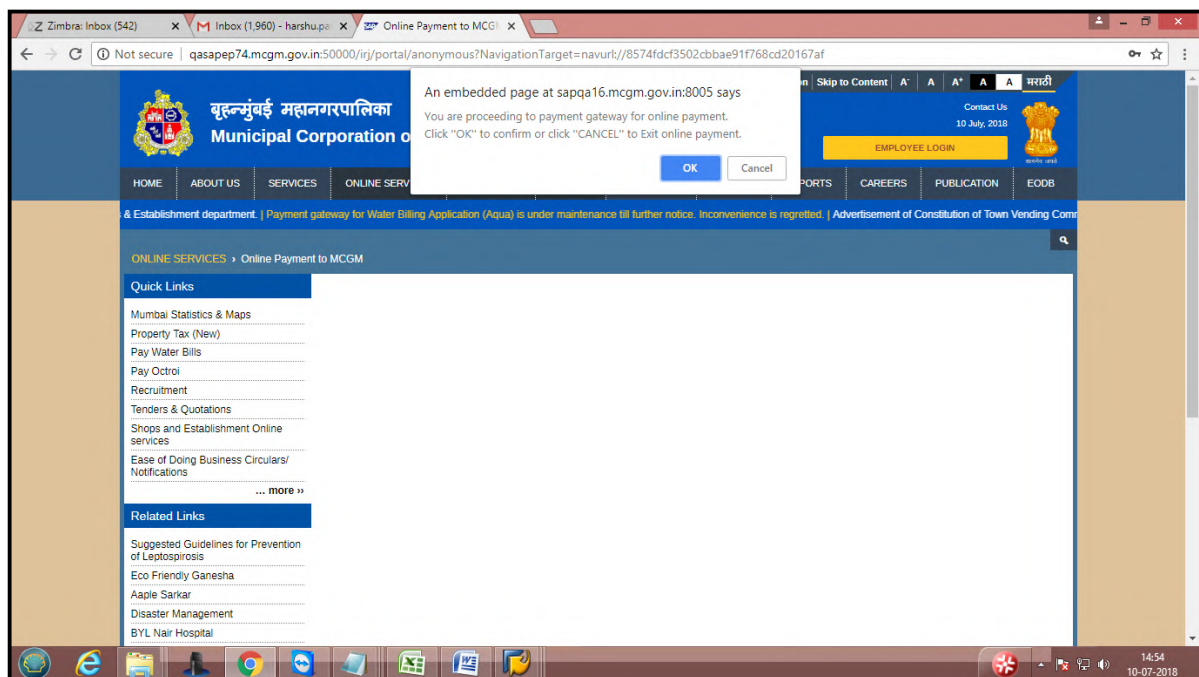 Zimbra: Inbox (542)
Inbox (1,960) - harshu.pa
Online Payment to MCG
Not secure | qasapep74.mcgm.gov.in:50000/irj/portal/anonymous?NavigationTarget=navurl://8574fdcf3502cbbae91f768cd20167af
An embedded page at sapqa16.mcgm.gov.in:8005 says
You are proceeding to payment gateway for online payment.
Click "OK" to confirm or click "CANCEL" to Exit online payment.
OK Cancel
Skip to Content A- A A+ A A मराठी
बृहन्मुंबई महानगरपालिका
Municipal Corporation o
Contact Us
10 July, 2018
EMPLOYEE LOGIN
सत्यमेव जयते
HOME ABOUT US SERVICES ONLINE SERV PORTS CAREERS PUBLICATION EODB
& Establishment department. | Payment gateway for Water Billing Application (Aqua) is under maintenance till further notice. Inconvenience is regretted. | Advertisement of Constitution of Town Vending Comm
ONLINE SERVICES › Online Payment to MCGM
Quick Links
Mumbai Statistics & Maps
Property Tax (New)
Pay Water Bills
Pay Octroi
Recruitment
Tenders & Quotations
Shops and Establishment Online
services
Ease of Doing Business Circulars/
Notifications
... more ››
Related Links
Suggested Guidelines for Prevention
of Leptospirosis
Eco Friendly Ganesha
Aaple Sarkar
Disaster Management
BYL Nair Hospital
14:54
10-07-2018